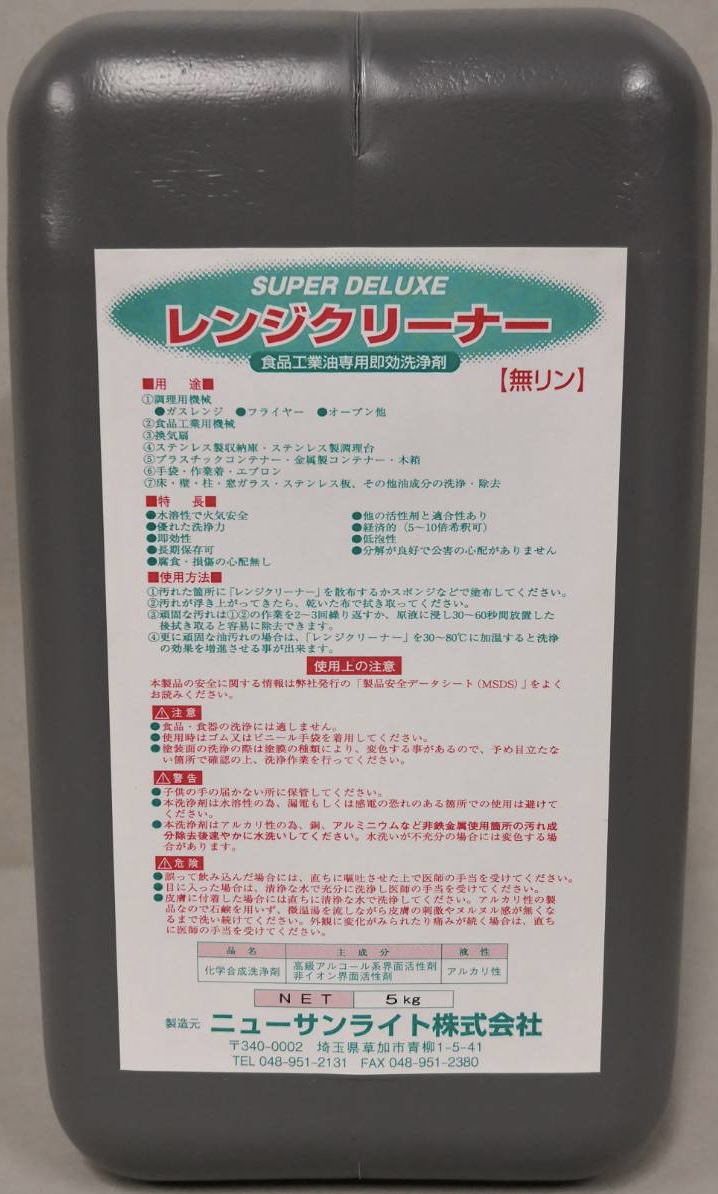 SUPER DELUXE
レンジクリーナー
食品工業油専用即効洗浄剤
【無リン】
■用　途■
①調理用機械
●ガスレンジ　●フライヤー　●オーブン他
②食品工業用機械
③換気扇
④ステンレス製収納庫・ステンレス製調理台
⑤プラスチックコンテナー・金属製コンテナー・木箱
⑥手袋・作業着・エプロン
⑦床・壁・柱・窓ガラス・ステンレス板、その他油成分の洗浄・除去
■特　長■
●水溶性で火気安全
●優れた洗浄力
●即効性
●長期保存可
●腐食・損傷の心配無し
●他の活性剤と適合性あり
●経済的（5～10倍希釈可）
●低泡性
●分解が良好で公害の心配がありません
■使用方法■
①汚れた箇所に「レンジクリーナー」を散布するかスポンジなどで塗布してください。
②汚れが浮き上がってきたら、乾いた布で拭き取ってください。
③頑固な汚れは①②の作業を2～3回繰り返すか、原液に浸し30～60秒間放置した
後拭き取ると容易に除去できます。
④更に頑固な油汚れの場合は、「レンジクリーナー」を30～80℃に加温すると洗浄
の効果を増進させる事が出来ます。
使用上の注意
本製品の安全に関する情報は弊社発行の「製品安全データシート（MSDS）」をよく
お読みください。
⚠注意
●食品・食器の洗浄には適しません。
●使用時はゴム又はビニール手袋を着用してください。
●塗装面の洗浄の際は塗膜の種類により、変色する事があるので、予め目立たな
い箇所で確認の上、洗浄作業を行ってください。
⚠警告
●子供の手の届かない所に保管してください。
●本洗浄剤は水溶性の為、漏電もしくは感電の恐れのある箇所での使用は避けて
ください。
●本洗浄剤はアルカリ性の為、銅、アルミニウムなど非鉄金属使用箇所の汚れ成
分除去後速やかに水洗いしてください。水洗いが不充分の場合には変色する場
合があります。
⚠危険
●誤って飲み込んだ場合には、直ちに嘔吐させた上で医師の手当を受けてください。
●目に入った場合は、清浄な水で充分に洗浄し医師の手当を受けてください。
●皮膚に付着した場合には直ちに清浄な水で洗浄してください。アルカリ性の製
品なので石鹸を用いず、微温湯を流しながら皮膚の刺激やヌルヌル感が無くな
るまで洗い続けてください。外観に変化がみられたり痛みが続く場合は、直ち
に医師の手当を受けてください。
品名　主成分　液性
化学合成洗浄剤　高級アルコール系界面活性剤　アルカリ性
非イオン界面活性剤
NET　5kg
製造元　ニューサンライト株式会社
〒340-0002　埼玉県草加市青柳1-5-41
TEL 048-951-2131　FAX 048-951-2380